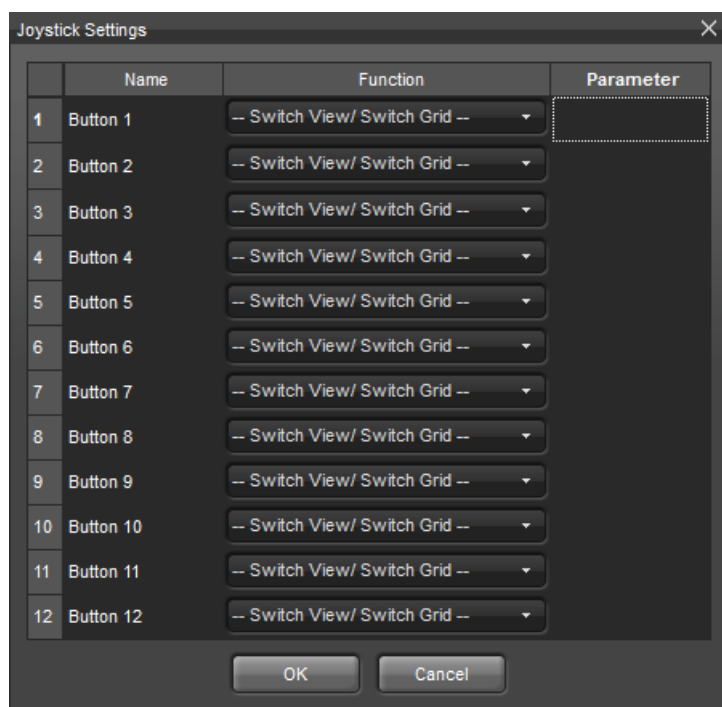 Joystick Settings
Name Function Parameter
1 Button 1 -- Switch View/ Switch Grid --
2 Button 2 -- Switch View/ Switch Grid --
3 Button 3 -- Switch View/ Switch Grid --
4 Button 4 -- Switch View/ Switch Grid --
5 Button 5 -- Switch View/ Switch Grid --
6 Button 6 -- Switch View/ Switch Grid --
7 Button 7 -- Switch View/ Switch Grid --
8 Button 8 -- Switch View/ Switch Grid --
9 Button 9 -- Switch View/ Switch Grid --
10 Button 10 -- Switch View/ Switch Grid --
11 Button 11 -- Switch View/ Switch Grid --
12 Button 12 -- Switch View/ Switch Grid --
OK Cancel